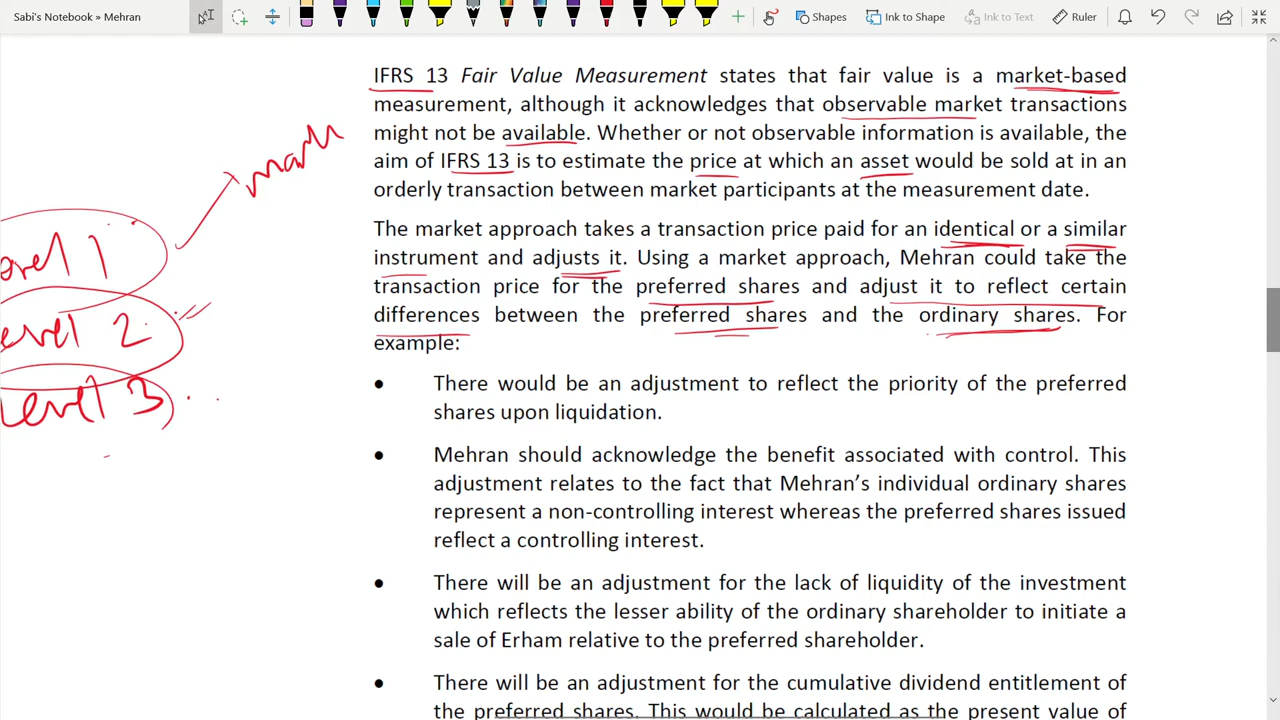 Sabi's Notebook » Mehran
Shapes
Ink to Shape
Ink to Text
Ruler
IFRS 13 Fair Value Measurement states that fair value is a market-based
measurement, although it acknowledges that observable market transactions
might not be available. Whether or not observable information is available, the
aim of IFRS 13 is to estimate the price at which an asset would be sold at in an
orderly transaction between market participants at the measurement date.
The market approach takes a transaction price paid for an identical or a similar
instrument and adjusts it. Using a market approach, Mehran could take the
transaction price for the preferred shares and adjust it to reflect certain
differences between the preferred shares and the ordinary shares. For
example:
• There would be an adjustment to reflect the priority of the preferred
shares upon liquidation.
• Mehran should acknowledge the benefit associated with control. This
adjustment relates to the fact that Mehran's individual ordinary shares
represent a non-controlling interest whereas the preferred shares issued
reflect a controlling interest.
• There will be an adjustment for the lack of liquidity of the investment
which reflects the lesser ability of the ordinary shareholder to initiate a
sale of Erham relative to the preferred shareholder.
• There will be an adjustment for the cumulative dividend entitlement of
the preferred shares. This would be calculated as the present value of
Level 1
Level 2
Level 3